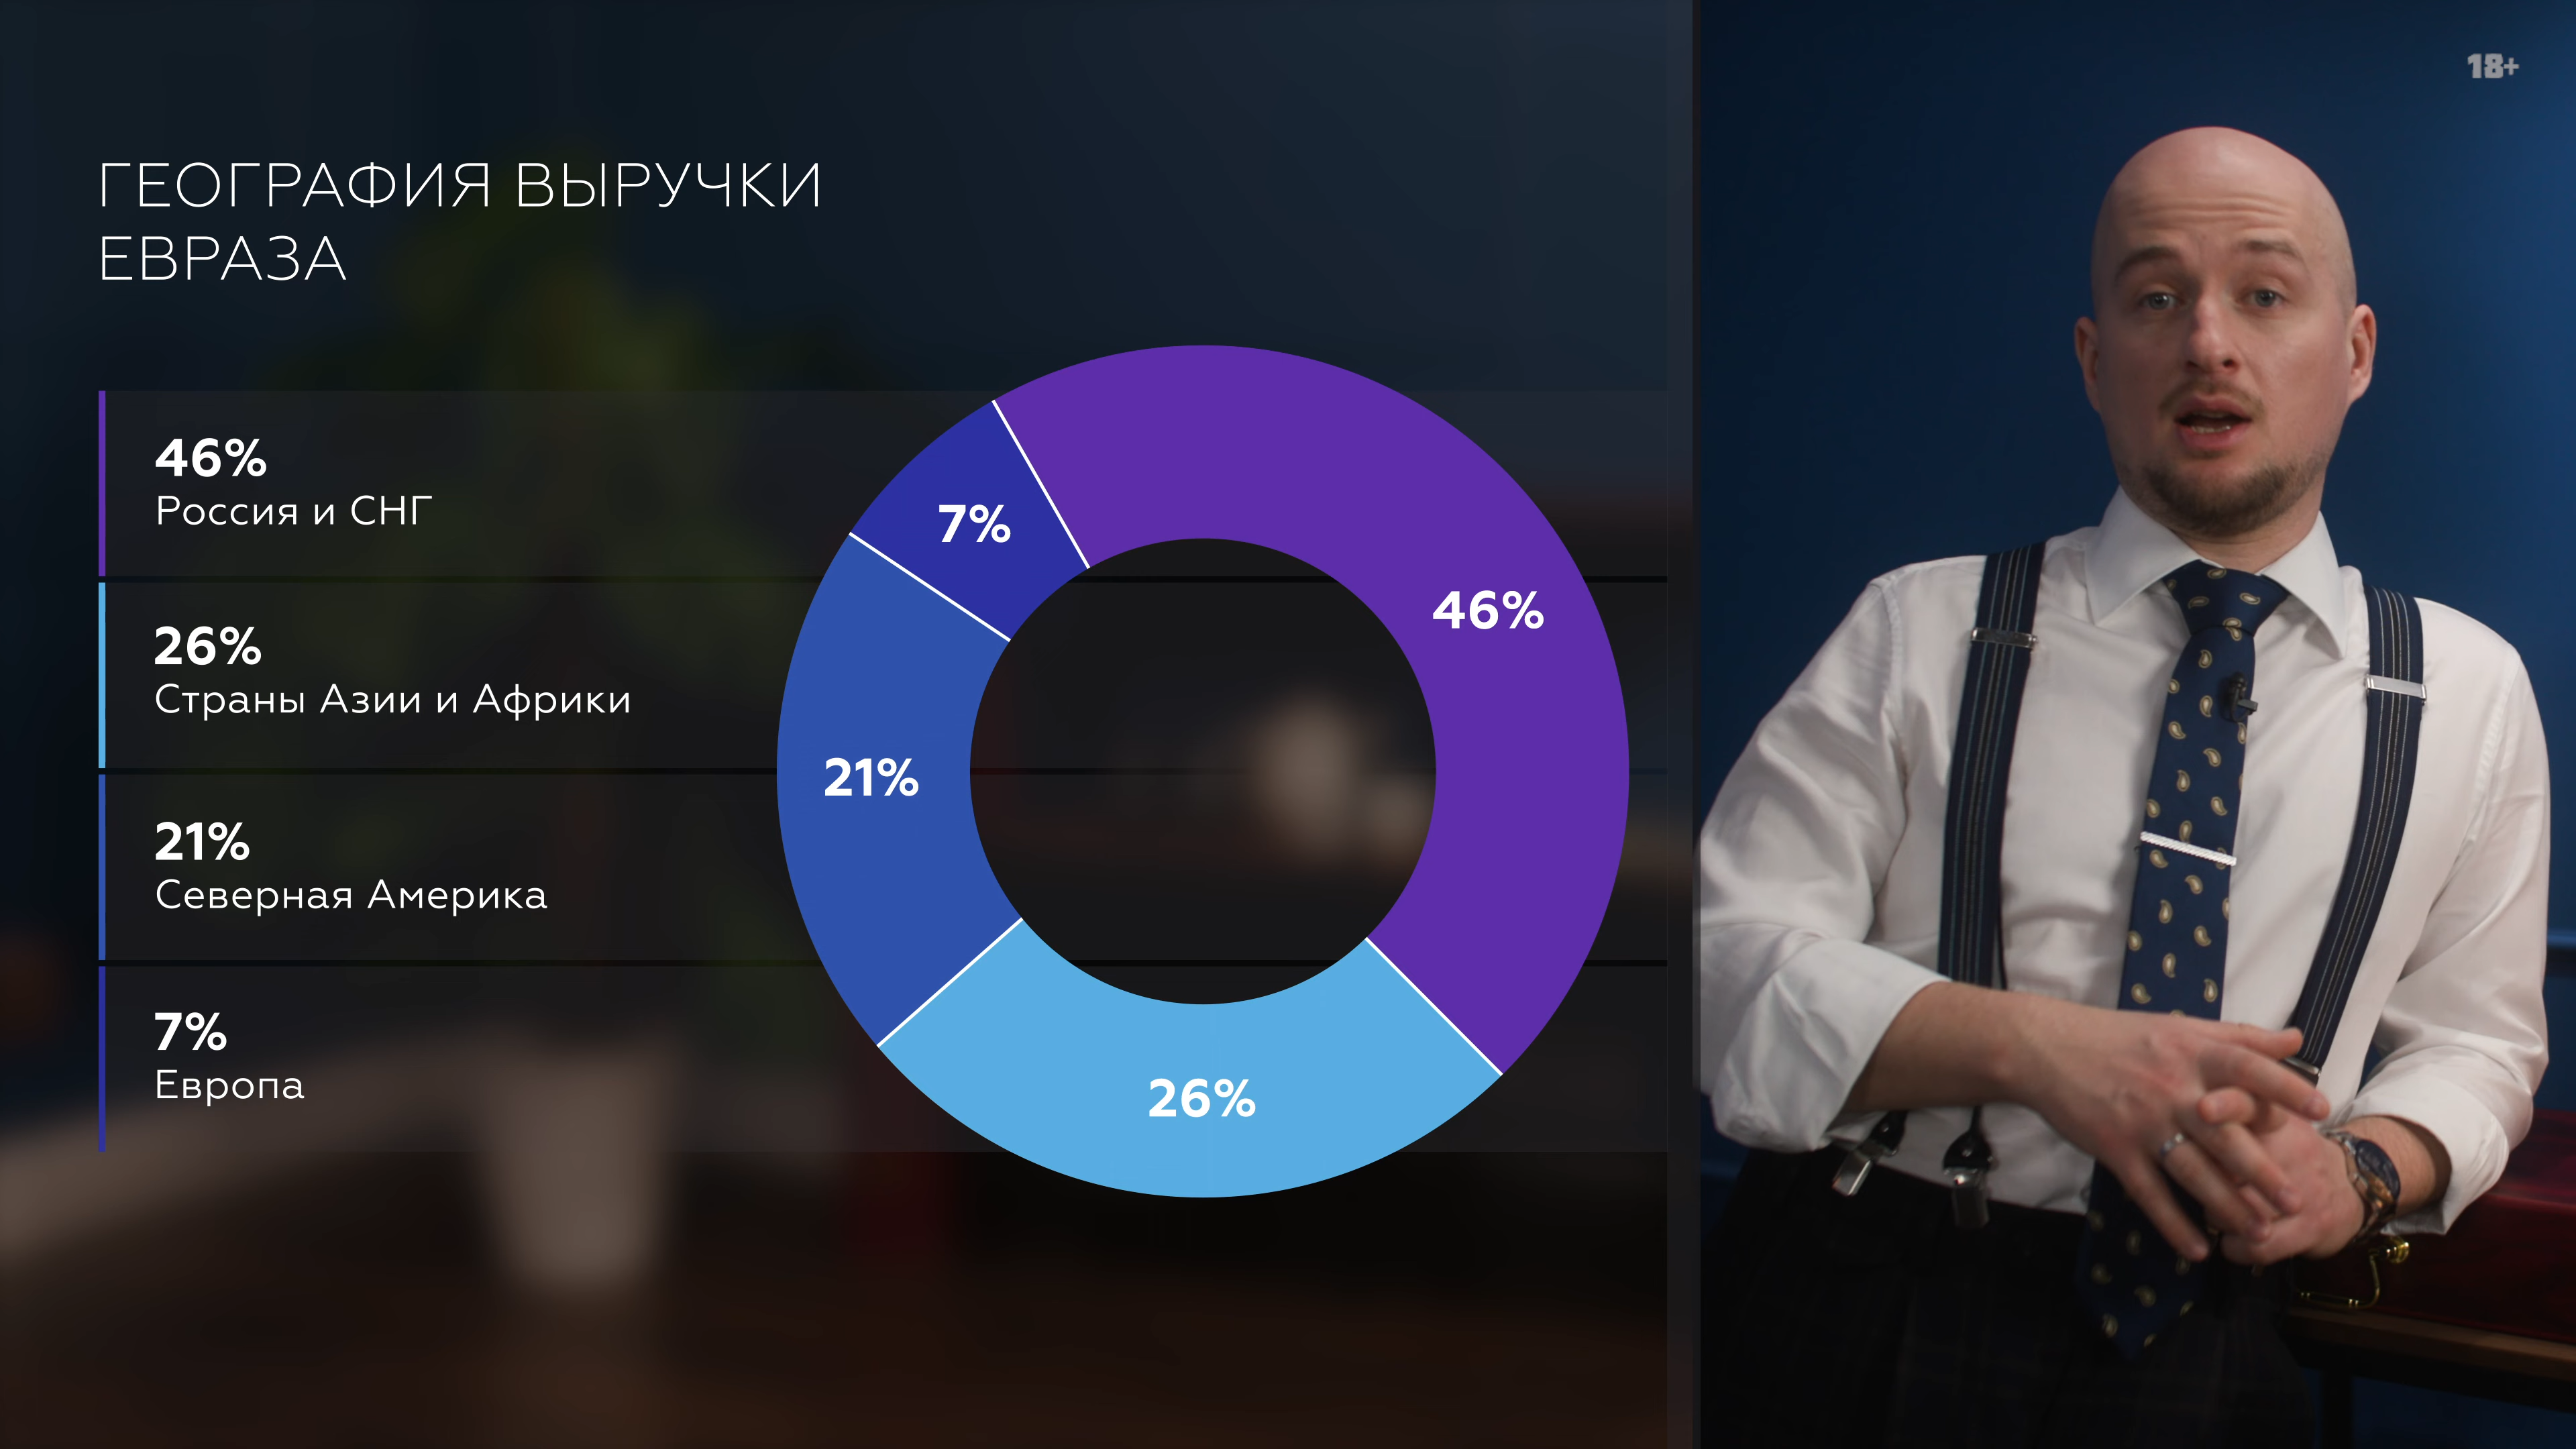 18+
ГЕОГРАФИЯ ВЫРУЧКИ
ЕВРАЗА
46%
Россия и СНГ
26%
Страны Азии и Африки
21%
Северная Америка
7%
Европа
7%
46%
21%
26%